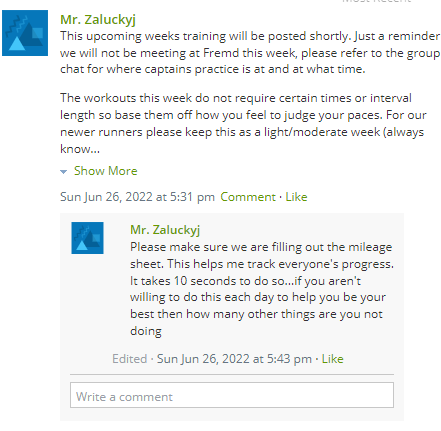 Most Recent
Mr. Zaluckyj
This upcoming weeks training will be posted shortly. Just a reminder
we will not be meeting at Fremd this week, please refer to the group
chat for where captains practice is at and at what time.
The workouts this week do not require certain times or interval
length so base them off how you feel to judge your paces. For our
newer runners please keep this as a light/moderate week (always
know...
Show More
Sun Jun 26, 2022 at 5:31 pm Comment · Like
Mr. Zaluckyj
Please make sure we are filling out the mileage
sheet. This helps me track everyone's progress.
It takes 10 seconds to do so...if you aren't
willing to do this each day to help you be your
best then how many other things are you not
doing
Edited · Sun Jun 26, 2022 at 5:43 pm · Like
Write a comment